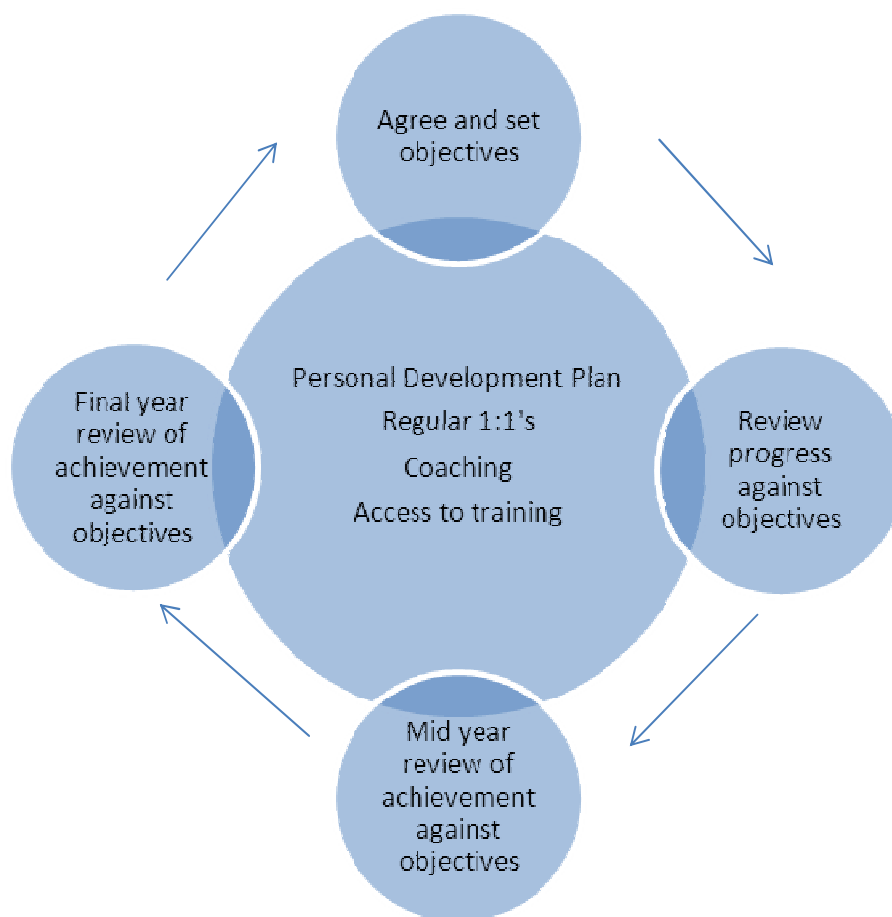 Agree and set
objectives
Personal Development Plan
Regular 1:1's
Coaching
Access to training
Final year
review of
achievement
against
objectives
Review
progress
against
objectives
Mid year
review of
achievement
against
objectives